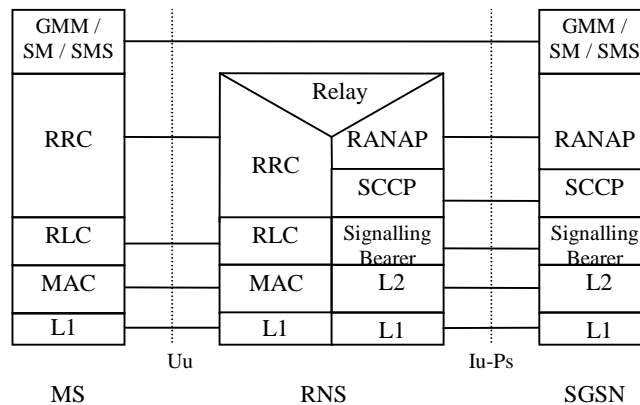 GMM /
SM / SMS
RRC
RLC
MAC
L1
Relay
RRC
RANAP
SCCP
RLC
Signalling
Bearer
MAC
L2
L1
L1
GMM /
SM / SMS
RANAP
SCCP
Signalling
Bearer
L2
L1
Uu
Iu-Ps
MS
RNS
SGSN